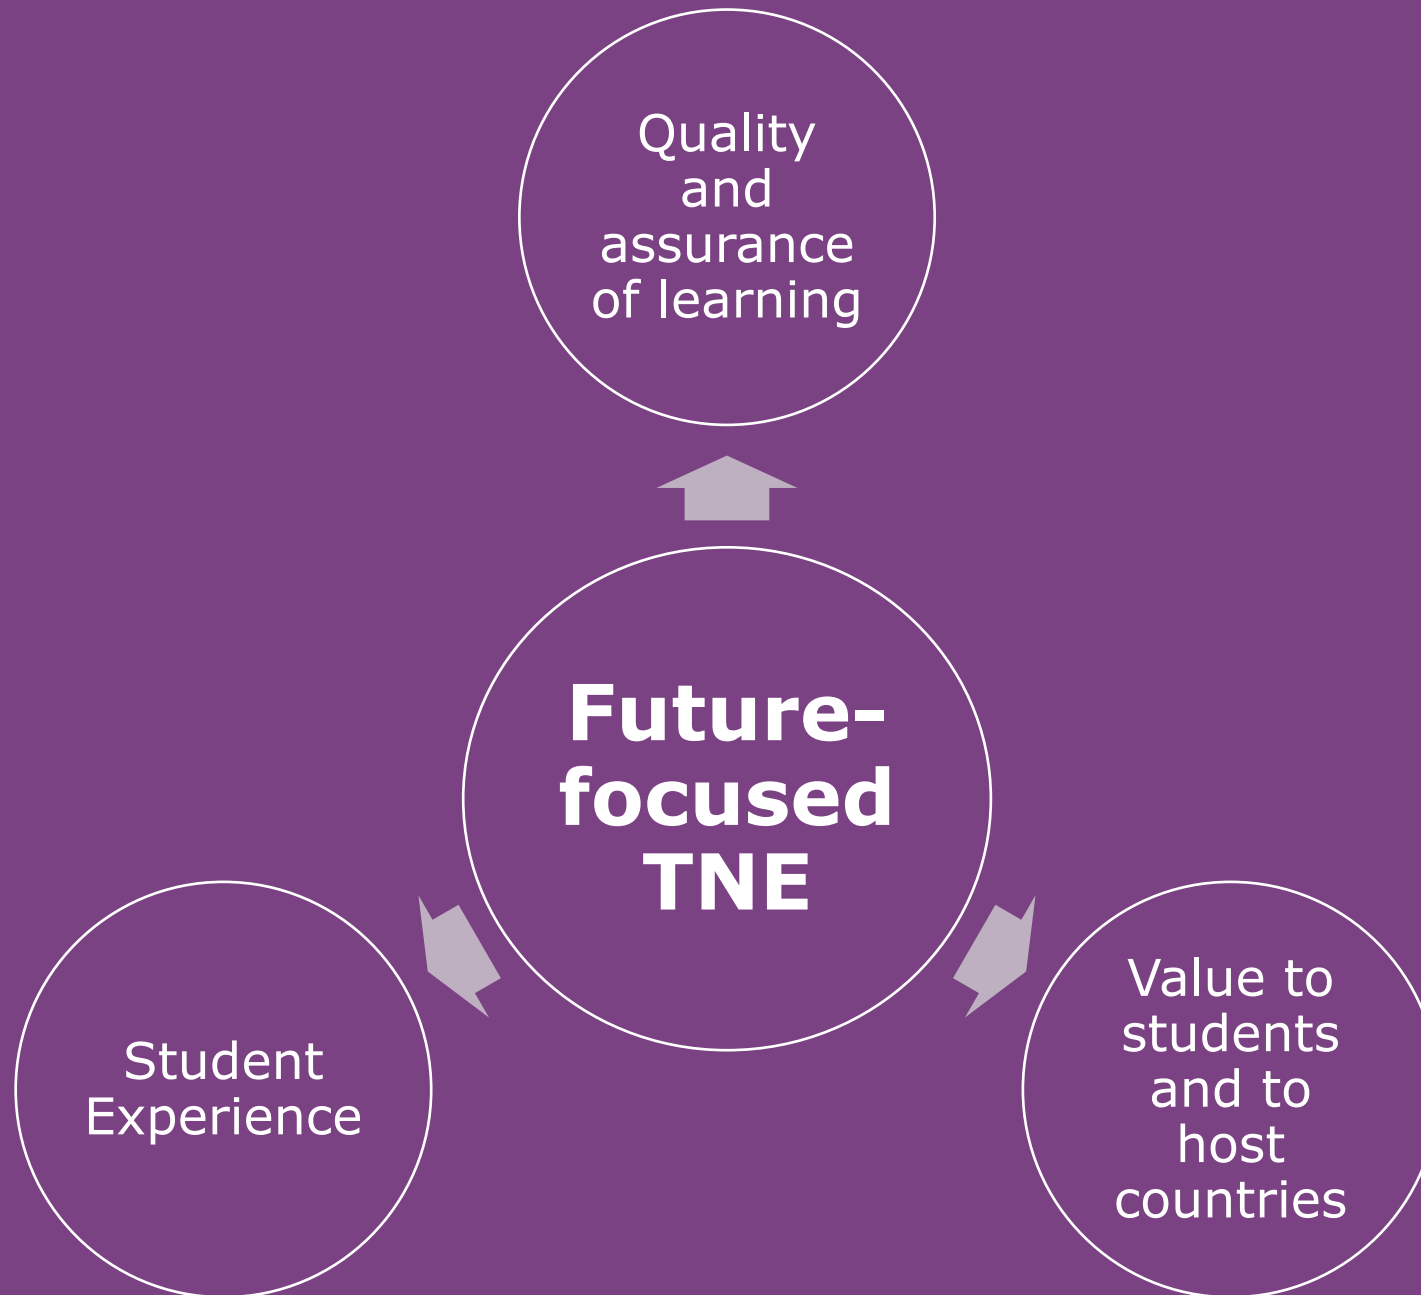 Quality
and
assurance
of learning
Future-
focused
TNE
Student
Experience
Value to
students
and to
host
countries